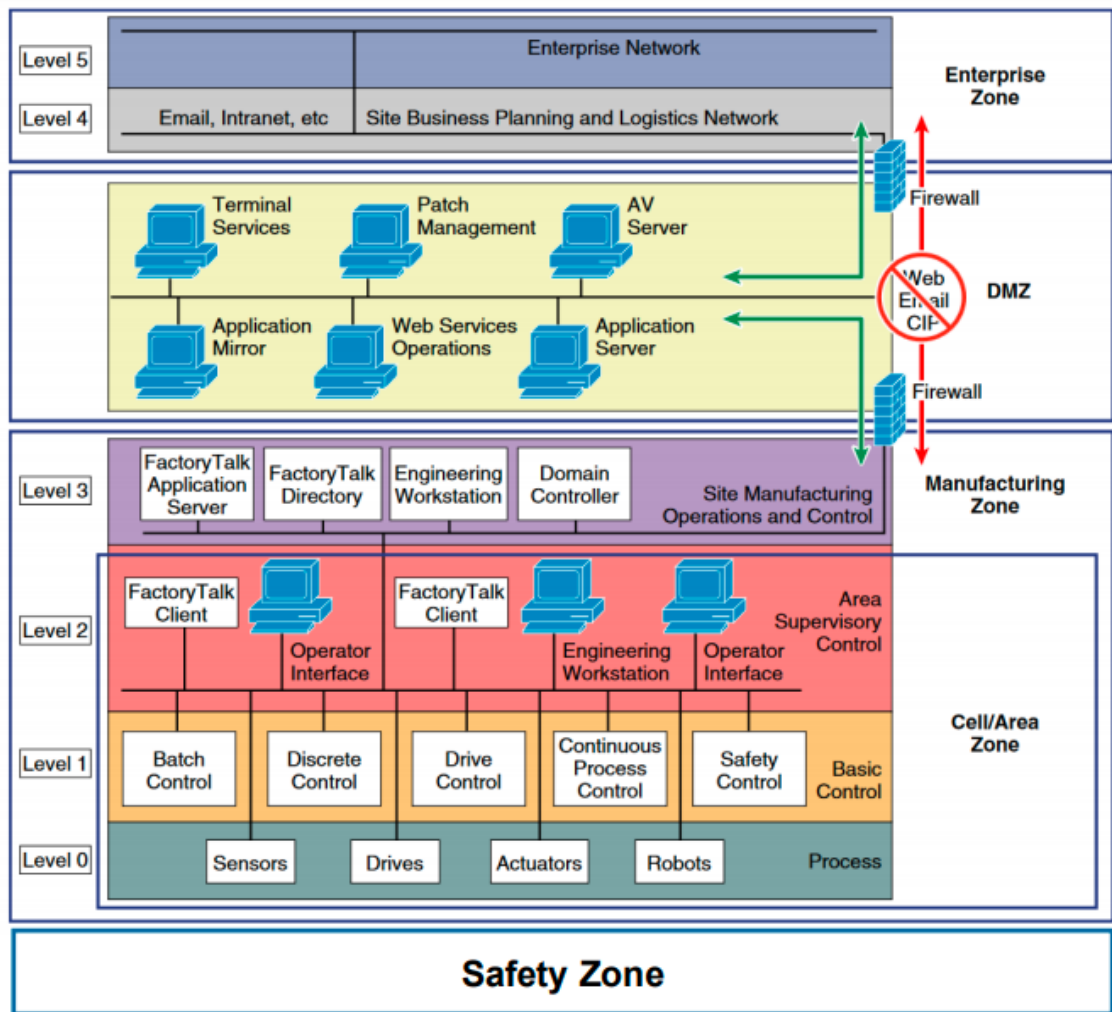 Level 5
Enterprise Network
Enterprise
Zone
Level 4
Email, Intranet, etc
Site Business Planning and Logistics Network
Firewall
Terminal
Services
Patch
Management
AV
Server
Web
Email
CIP
DMZ
Application
Mirror
Web Services
Operations
Application
Server
Firewall
Level 3
FactoryTalk
Application
Server
FactoryTalk
Directory
Engineering
Workstation
Domain
Controller
Site Manufacturing
Operations and Control
Manufacturing
Zone
Level 2
FactoryTalk
Client
Operator
Interface
FactoryTalk
Client
Engineering
Workstation
Operator
Interface
Area
Supervisory
Control
Level 1
Batch
Control
Discrete
Control
Drive
Control
Continuous
Process
Control
Safety
Control
Basic
Control
Cell/Area
Zone
Level 0
Sensors
Drives
Actuators
Robots
Process
Safety Zone